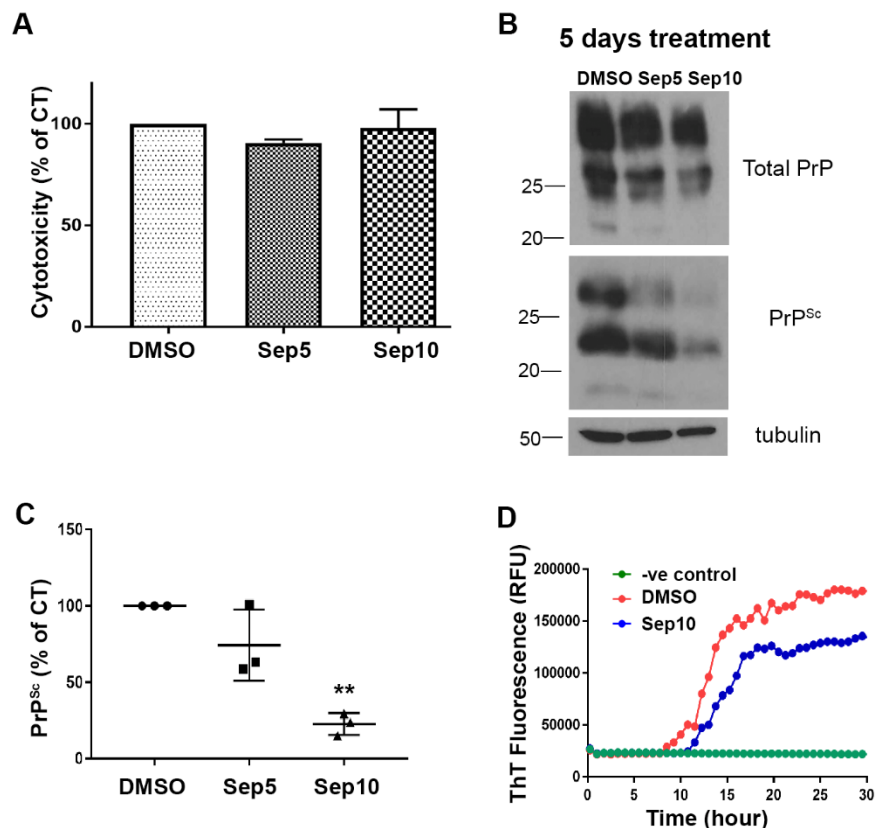 A
Cytotoxicity (% of CT)
100
50
0
DMSO Sep5 Sep10
B
5 days treatment
DMSO Sep5 Sep10
Total PrP
25
20
PrPSc
25
20
50
tubulin
C
PrPSc (% of CT)
150
100
50
0
**
DMSO Sep5 Sep10
D
ThT Fluorescence (RFU)
200000
150000
100000
50000
0
-ve control
DMSO
Sep10
0 5 10 15 20 25 30
Time (hour)